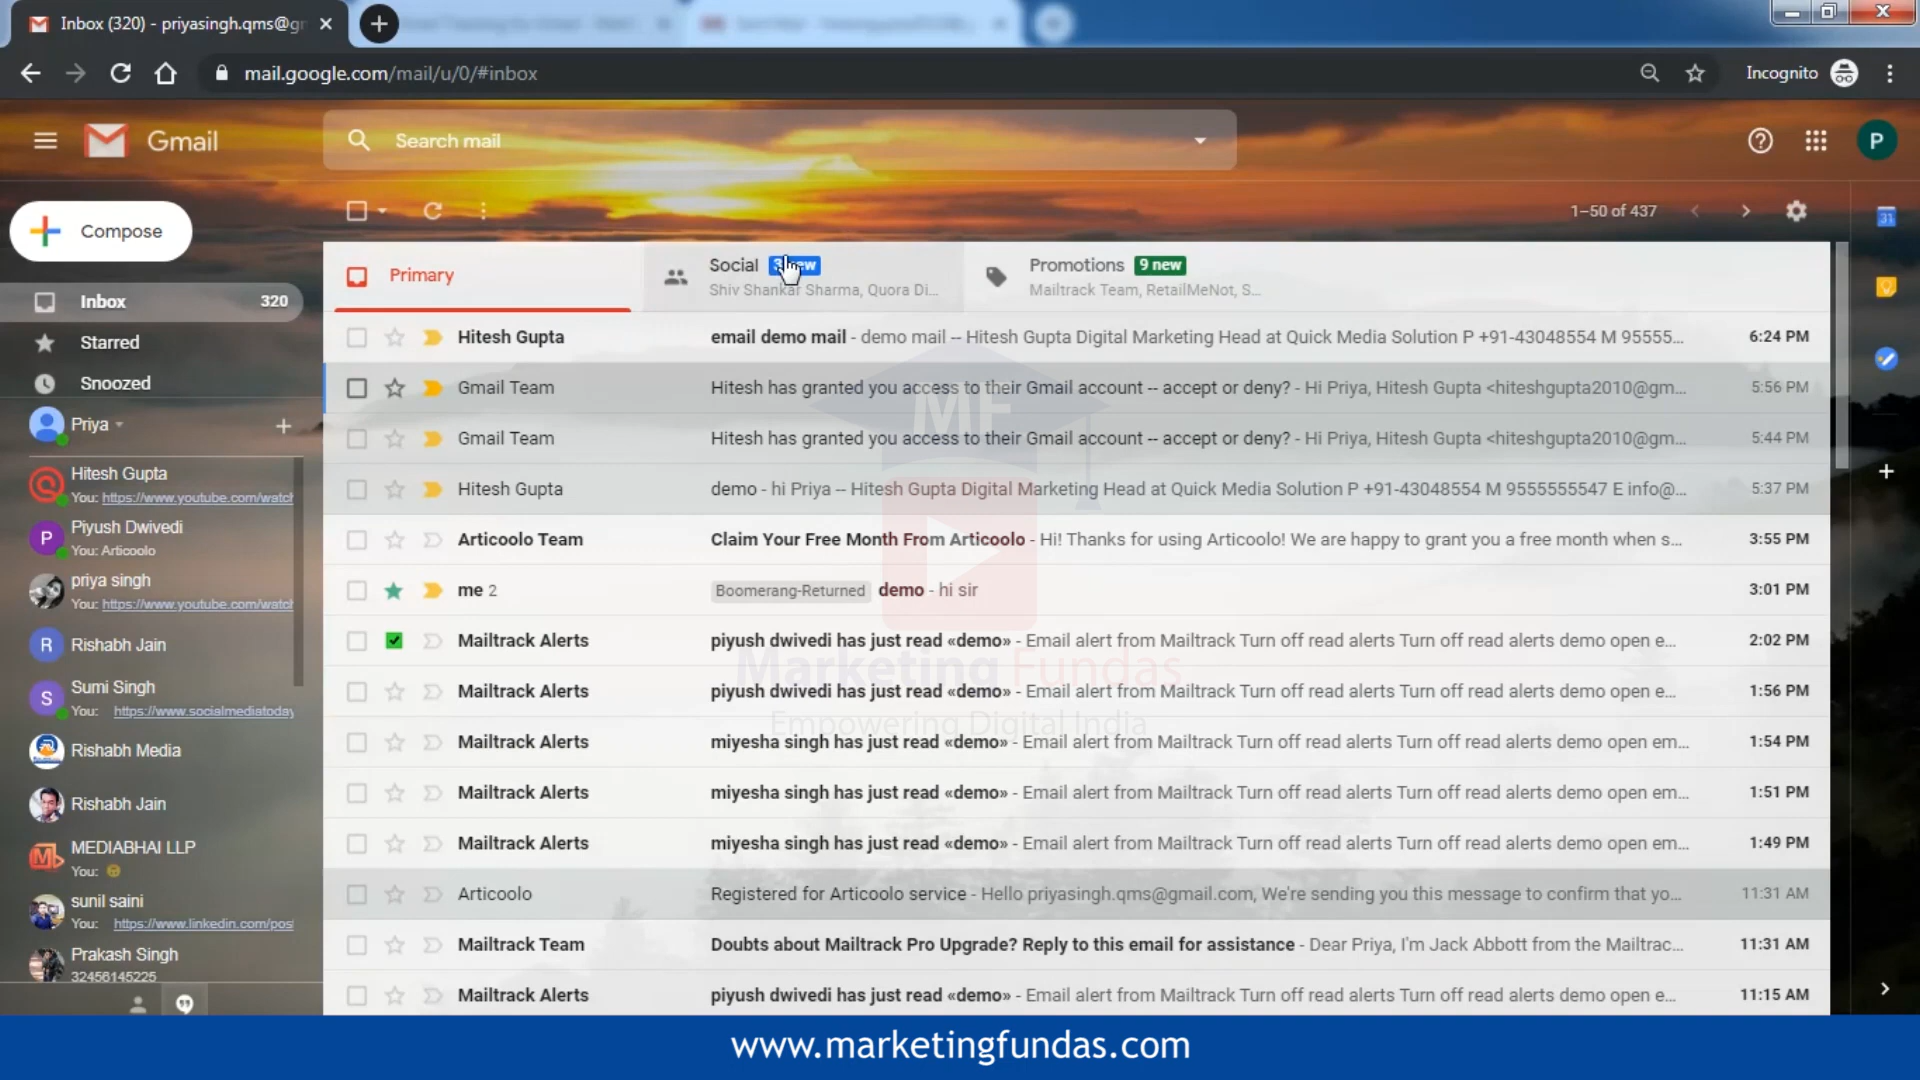 Inbox (320) - priyasingh.qms@gr
mail.google.com/mail/u/0/#inbox
Incognito
Gmail
Search mail
P
Compose
1–50 of 437
31
Primary
Social
Shiv Shankar Sharma, Quora Di...
Promotions 9 new
Mailtrack Team, RetailMeNot, S...
Inbox 320
Starred
Snoozed
Priya
Hitesh Gupta
You: https://www.youtube.com/watch
P
Piyush Dwivedi
You: Articoolo
priya singh
You: https://www.youtube.com/watch
R
Rishabh Jain
S
Sumi Singh
You: https://www.socialmediatoday
Rishabh Media
Rishabh Jain
MEDIABHAI LLP
You:
sunil saini
You: https://www.linkedin.com/pos
Prakash Singh
32456145225
Hitesh Gupta email demo mail - demo mail -- Hitesh Gupta Digital Marketing Head at Quick Media Solution P +91-43048554 M 95555... 6:24 PM
Gmail Team Hitesh has granted you access to their Gmail account -- accept or deny? - Hi Priya, Hitesh Gupta <hiteshgupta2010@gm... 5:56 PM
Gmail Team Hitesh has granted you access to their Gmail account -- accept or deny? - Hi Priya, Hitesh Gupta <hiteshgupta2010@gm... 5:44 PM
Hitesh Gupta demo - hi Priya -- Hitesh Gupta Digital Marketing Head at Quick Media Solution P +91-43048554 M 9555555547 E info@... 5:37 PM
Articoolo Team Claim Your Free Month From Articoolo - Hi! Thanks for using Articoolo! We are happy to grant you a free month when s... 3:55 PM
me 2 Boomerang-Returned demo - hi sir 3:01 PM
Mailtrack Alerts piyush dwivedi has just read «demo» - Email alert from Mailtrack Turn off read alerts Turn off read alerts demo open e... 2:02 PM
Mailtrack Alerts piyush dwivedi has just read «demo» - Email alert from Mailtrack Turn off read alerts Turn off read alerts demo open e... 1:56 PM
Mailtrack Alerts miyesha singh has just read «demo» - Email alert from Mailtrack Turn off read alerts Turn off read alerts demo open em... 1:54 PM
Mailtrack Alerts miyesha singh has just read «demo» - Email alert from Mailtrack Turn off read alerts Turn off read alerts demo open em... 1:51 PM
Mailtrack Alerts miyesha singh has just read «demo» - Email alert from Mailtrack Turn off read alerts Turn off read alerts demo open em... 1:49 PM
Articoolo Registered for Articoolo service - Hello priyasingh.qms@gmail.com, We're sending you this message to confirm that yo... 11:31 AM
Mailtrack Team Doubts about Mailtrack Pro Upgrade? Reply to this email for assistance - Dear Priya, I'm Jack Abbott from the Mailtrac... 11:31 AM
Mailtrack Alerts piyush dwivedi has just read «demo» - Email alert from Mailtrack Turn off read alerts Turn off read alerts demo open e... 11:15 AM
MF
Marketing Fundas
Empowering Digital India
www.marketingfundas.com